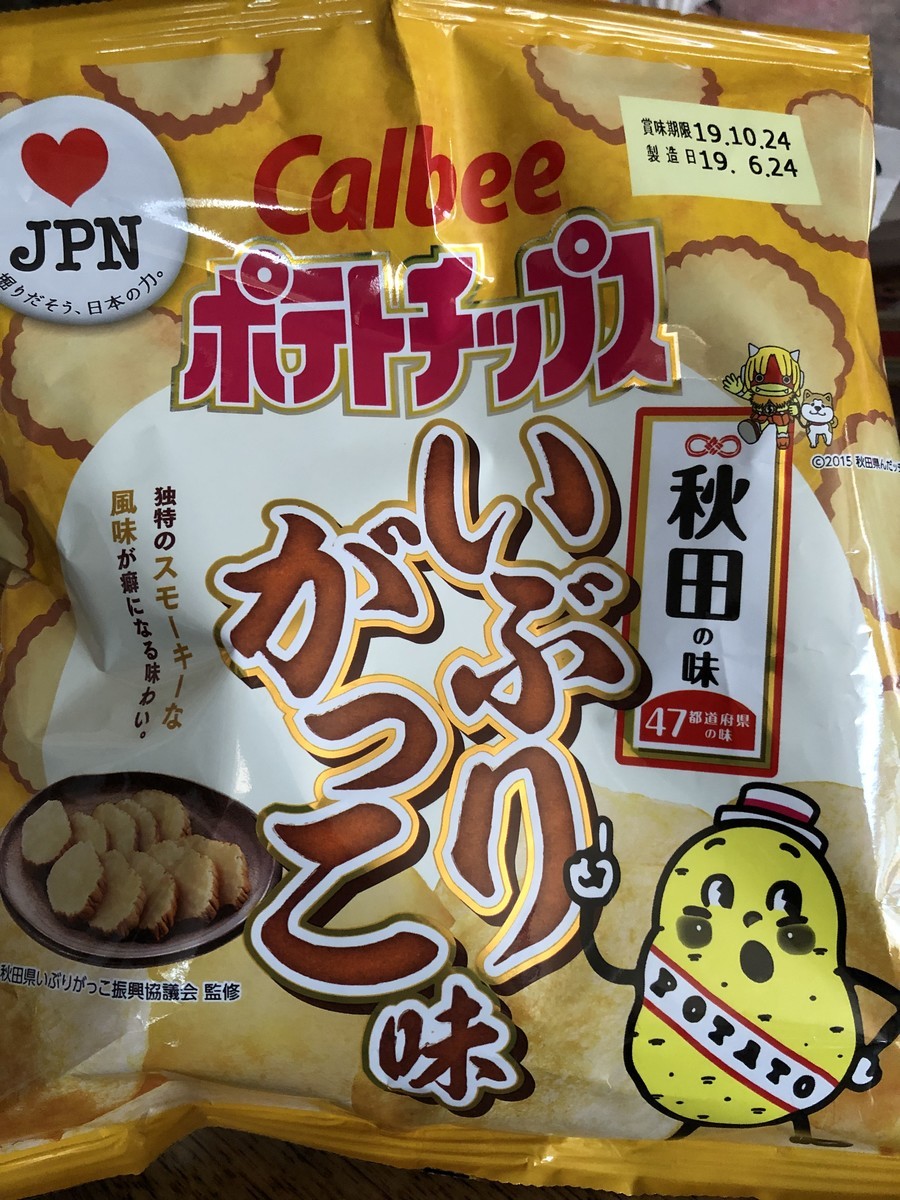 賞味期限19.10.24
製造日19. 6.24
Calbee
JPN
掘りだそう、日本の力。
ポテトチップス
©2015 秋田県んだッチ
秋田の味
47都道府県の味
いぶり
がっこ
味
独特のスモーキーな
風味が癖になる味わい。
秋田県いぶりがっこ振興協議会 監修
POTATO